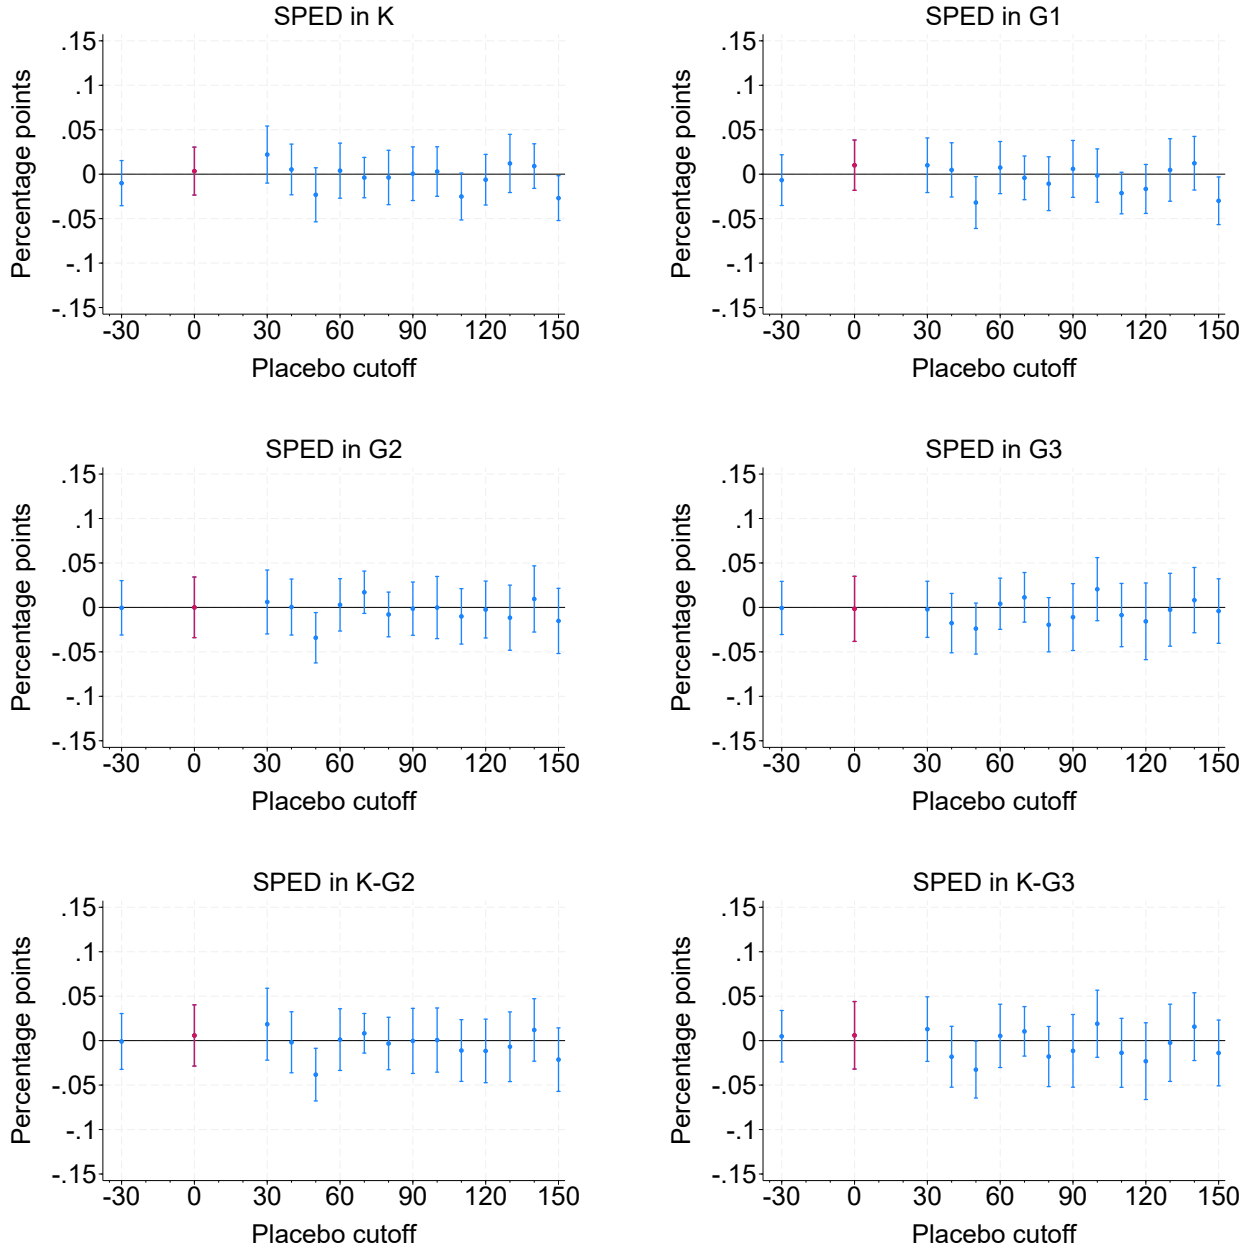 SPED in K
Percentage points
.15
.1
.05
0
-.05
-.1
-.15
-30 0 30 60 90 120 150
Placebo cutoff
SPED in G1
Percentage points
.15
.1
.05
0
-.05
-.1
-.15
-30 0 30 60 90 120 150
Placebo cutoff
SPED in G2
Percentage points
.15
.1
.05
0
-.05
-.1
-.15
-30 0 30 60 90 120 150
Placebo cutoff
SPED in G3
Percentage points
.15
.1
.05
0
-.05
-.1
-.15
-30 0 30 60 90 120 150
Placebo cutoff
SPED in K-G2
Percentage points
.15
.1
.05
0
-.05
-.1
-.15
-30 0 30 60 90 120 150
Placebo cutoff
SPED in K-G3
Percentage points
.15
.1
.05
0
-.05
-.1
-.15
-30 0 30 60 90 120 150
Placebo cutoff